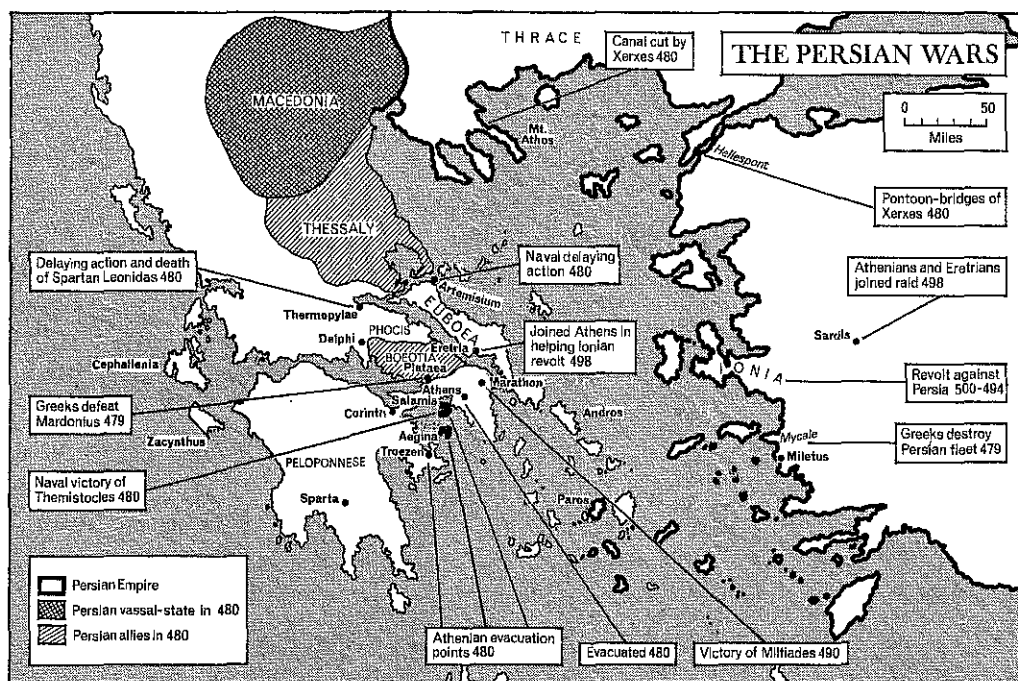 THRACE
Canal cut by
Xerxes 480
THE PERSIAN WARS
0 50
Miles
MACEDONIA
Mt.
Athos
Hellespont
Pontoon-bridges of
Xerxes 480
THESSALY
Delaying action and death
of Spartan Leonidas 480
Naval delaying
action 480
Athenians and Eretrians
joined raid 498
Artemisium
EUBOEA
Thermopylae
PHOCIS
Delphi
Eretria
Joined Athens in
helping Ionian
revolt 498
Sardis
Cephallenia
BOEOTIA
Plataea
IONIA
Marathon
Athens
Salamis
Revolt against
Persia 500-494
Greeks defeat
Mardonius 479
Corinth
Andros
Zacynthus
Aegina
Troezen
Mycale
Miletus
Greeks destroy
Persian fleet 479
PELOPONNESE
Naval victory of
Themistocles 480
Sparta
Paros
Persian Empire
Persian vassal-state in 480
Persian allies in 480
Athenian evacuation
points 480
Evacuated 480
Victory of Miltiades 490